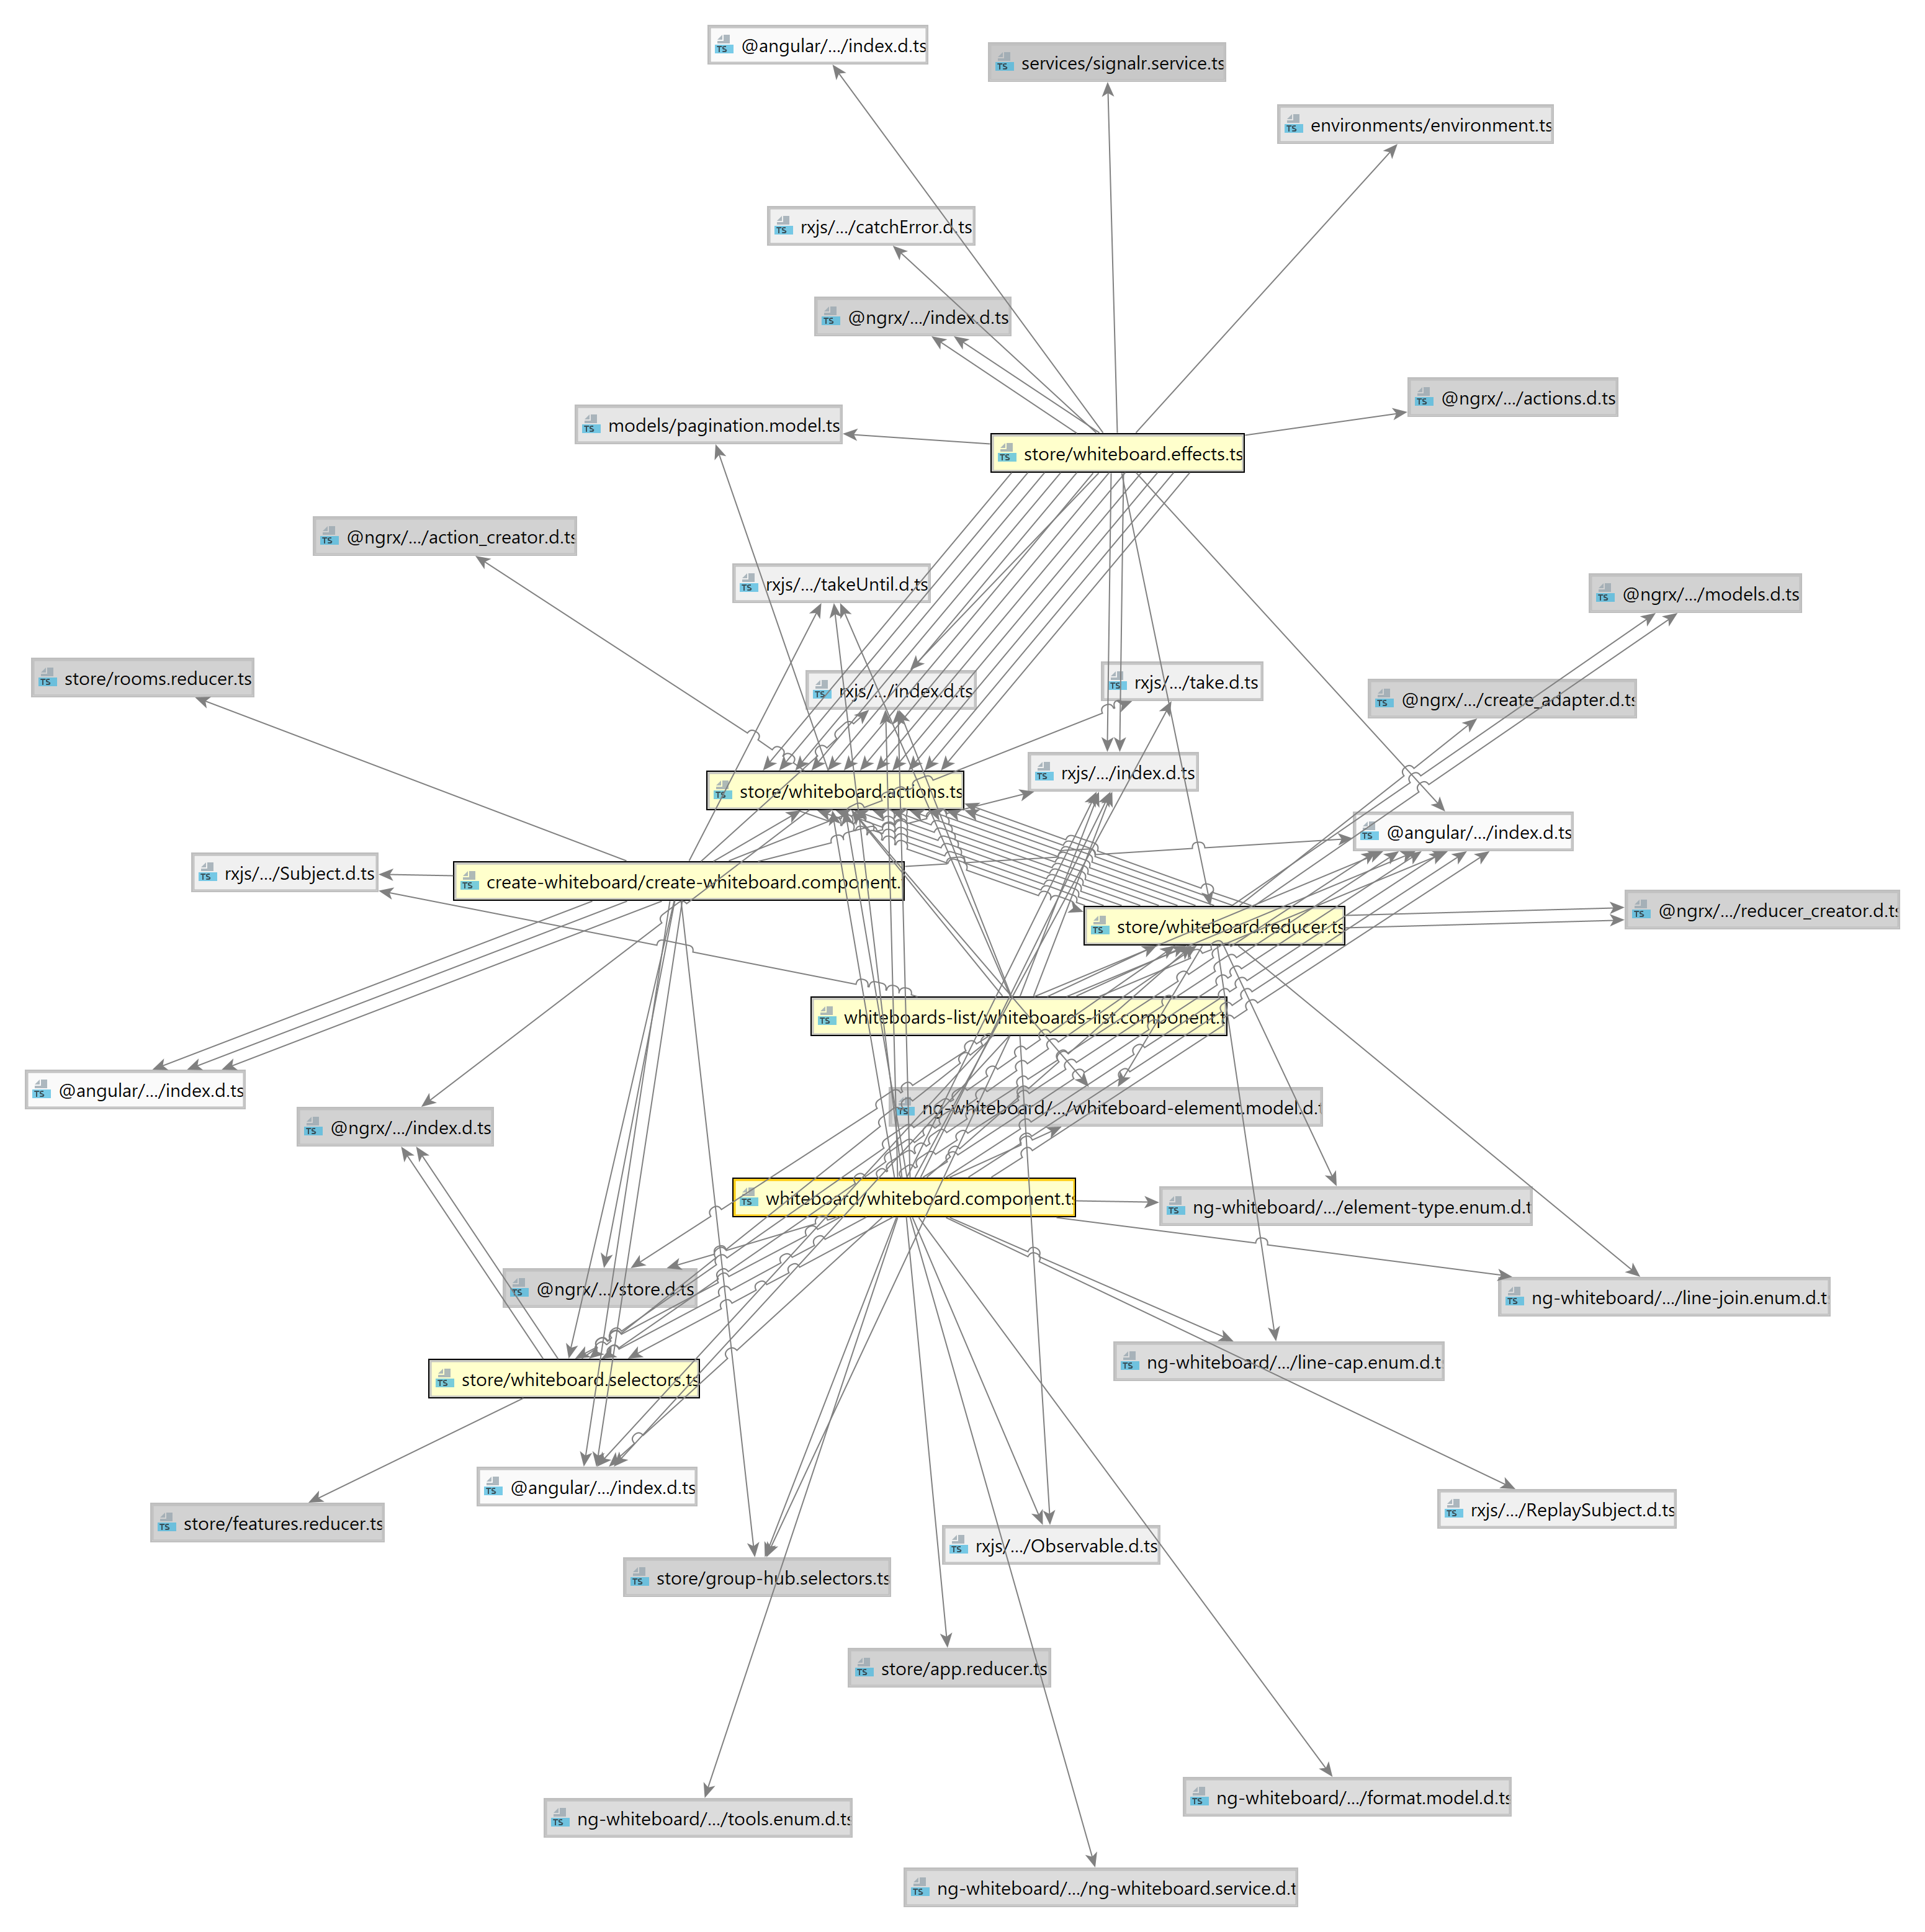 @angular/.../index.d.ts
services/signalr.service.ts
environments/environment.ts
rxjs/.../catchError.d.ts
@ngrx/.../index.d.ts
@ngrx/.../actions.d.ts
models/pagination.model.ts
store/whiteboard.effects.ts
@ngrx/.../action_creator.d.ts
rxjs/.../takeUntil.d.ts
@ngrx/.../models.d.ts
store/rooms.reducer.ts
rxjs/.../index.d.ts
rxjs/.../take.d.ts
@ngrx/.../create_adapter.d.ts
rxjs/.../index.d.ts
store/whiteboard.actions.ts
@angular/.../index.d.ts
rxjs/.../Subject.d.ts
create-whiteboard/create-whiteboard.component.
@ngrx/.../reducer_creator.d.ts
store/whiteboard.reducer.ts
whiteboards-list/whiteboards-list.component.t
@angular/.../index.d.ts
ng-whiteboard/.../whiteboard-element.model.d.t
@ngrx/.../index.d.ts
whiteboard/whiteboard.component.ts
ng-whiteboard/.../element-type.enum.d.t
@ngrx/.../store.d.ts
ng-whiteboard/.../line-join.enum.d.t
ng-whiteboard/.../line-cap.enum.d.t
store/whiteboard.selectors.ts
@angular/.../index.d.ts
rxjs/.../ReplaySubject.d.ts
store/features.reducer.ts
rxjs/.../Observable.d.ts
store/group-hub.selectors.ts
store/app.reducer.ts
ng-whiteboard/.../format.model.d.ts
ng-whiteboard/.../tools.enum.d.ts
ng-whiteboard/.../ng-whiteboard.service.d.t